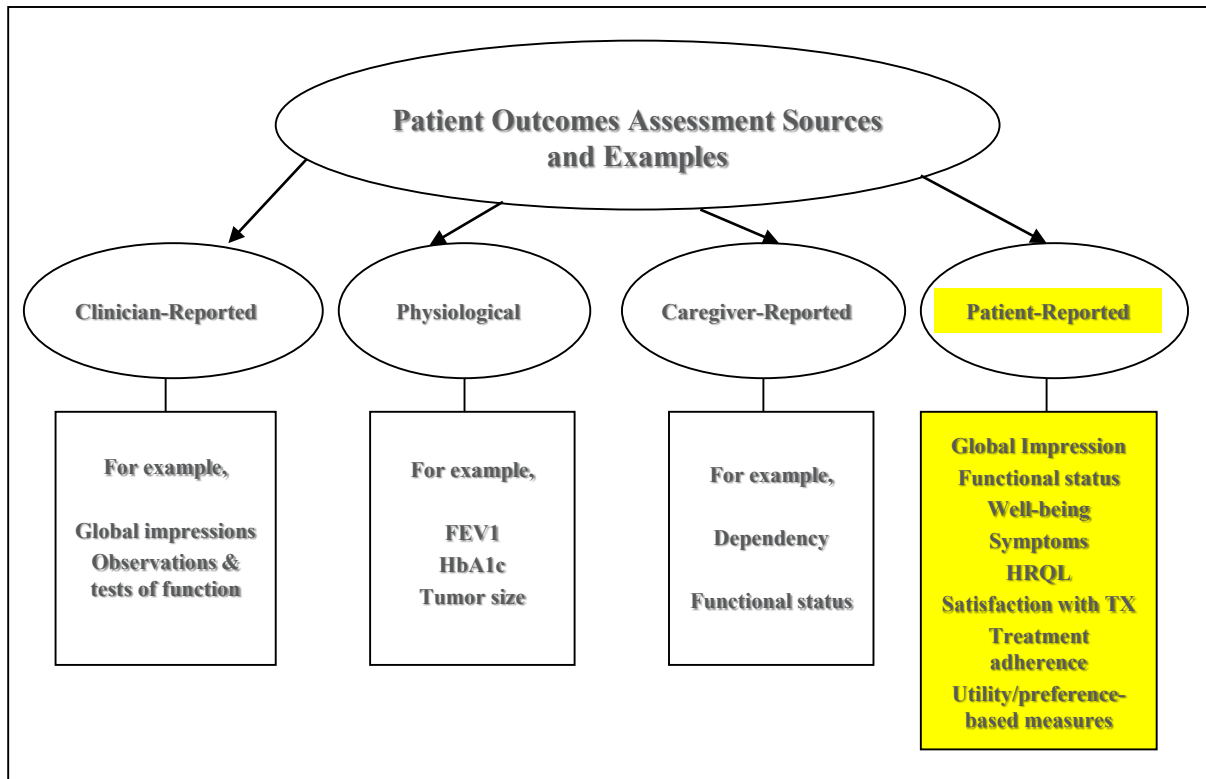 Patient Outcomes Assessment Sources
and Examples
Clinician-Reported
Physiological
Caregiver-Reported
Patient-Reported
For example,
Global impressions
Observations &
tests of function
For example,
FEV1
HbA1c
Tumor size
For example,
Dependency
Functional status
Global Impression
Functional status
Well-being
Symptoms
HRQL
Satisfaction with TX
Treatment
adherence
Utility/preference-
based measures